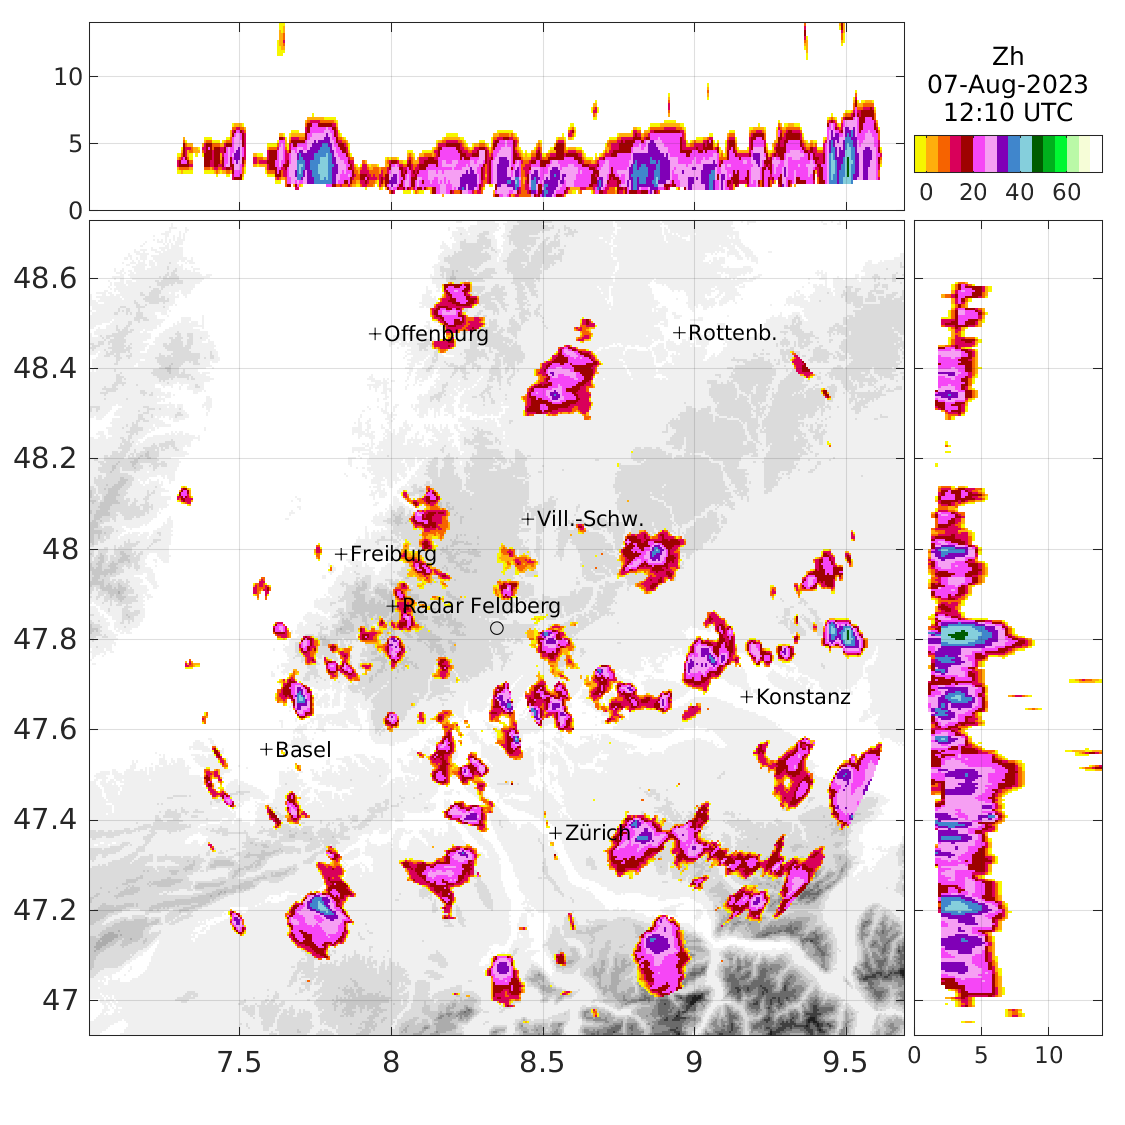 10
5
0
Zh
07-Aug-2023
12:10 UTC
0 20 40 60
48.6
48.4
48.2
48
47.8
47.6
47.4
47.2
47
+Offenburg
+Rottenb.
+Vill.-Schw.
+Freiburg
+Radar Feldberg
+Konstanz
+Basel
+Zürich
7.5 8 8.5 9 9.5
0 5 10